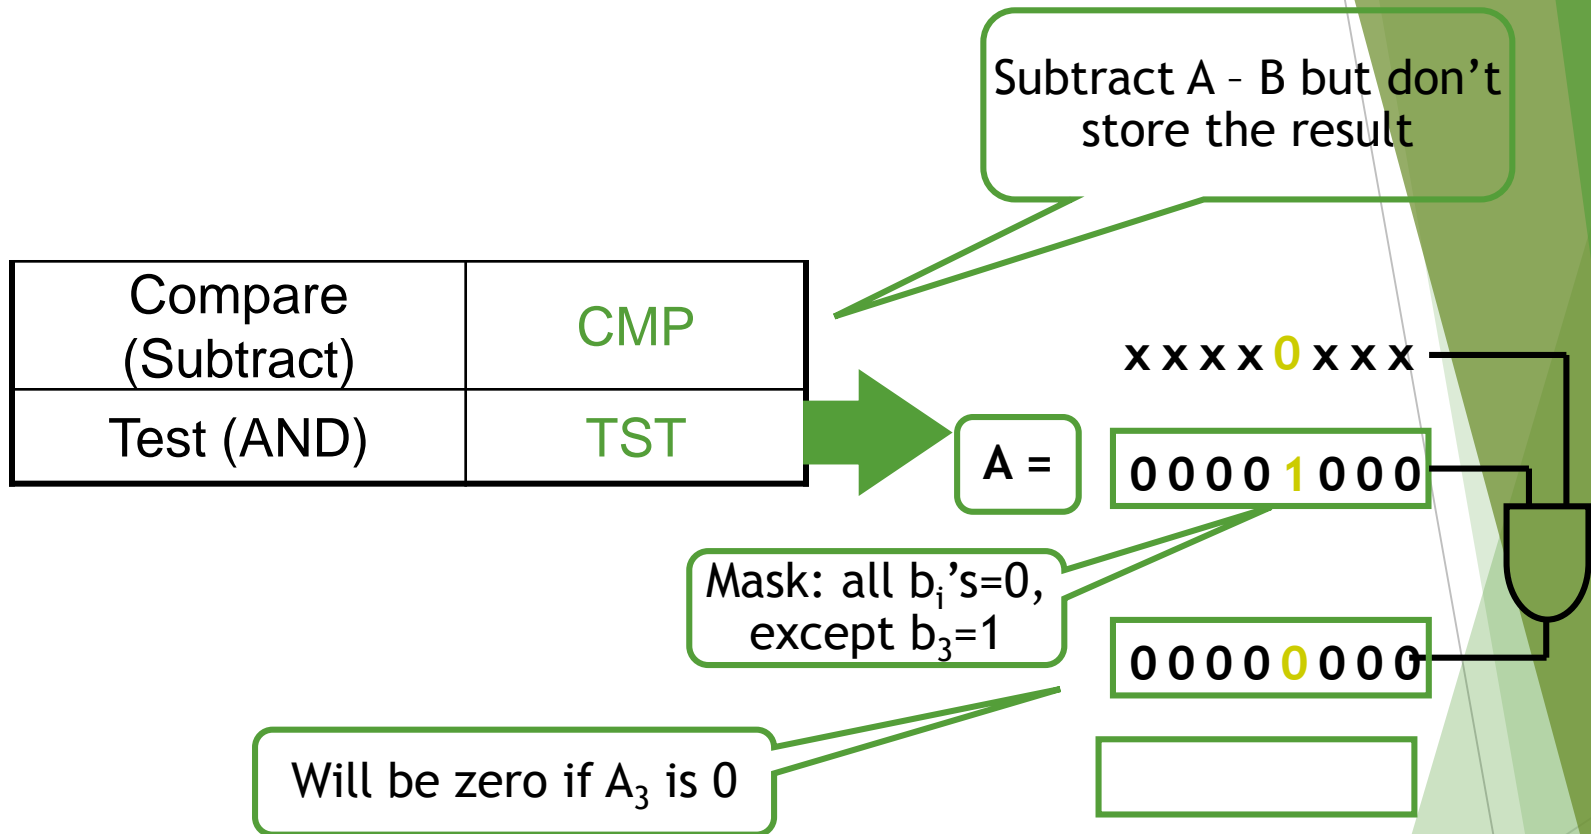 Subtract A – B but don’t
store the result
Compare
(Subtract)
CMP
Test (AND)
TST
x x x x 0 x x x
A =
0 0 0 0 1 0 0 0
Mask: all bᵢ’s=0,
except b₃=1
0 0 0 0 0 0 0 0
Will be zero if A₃ is 0